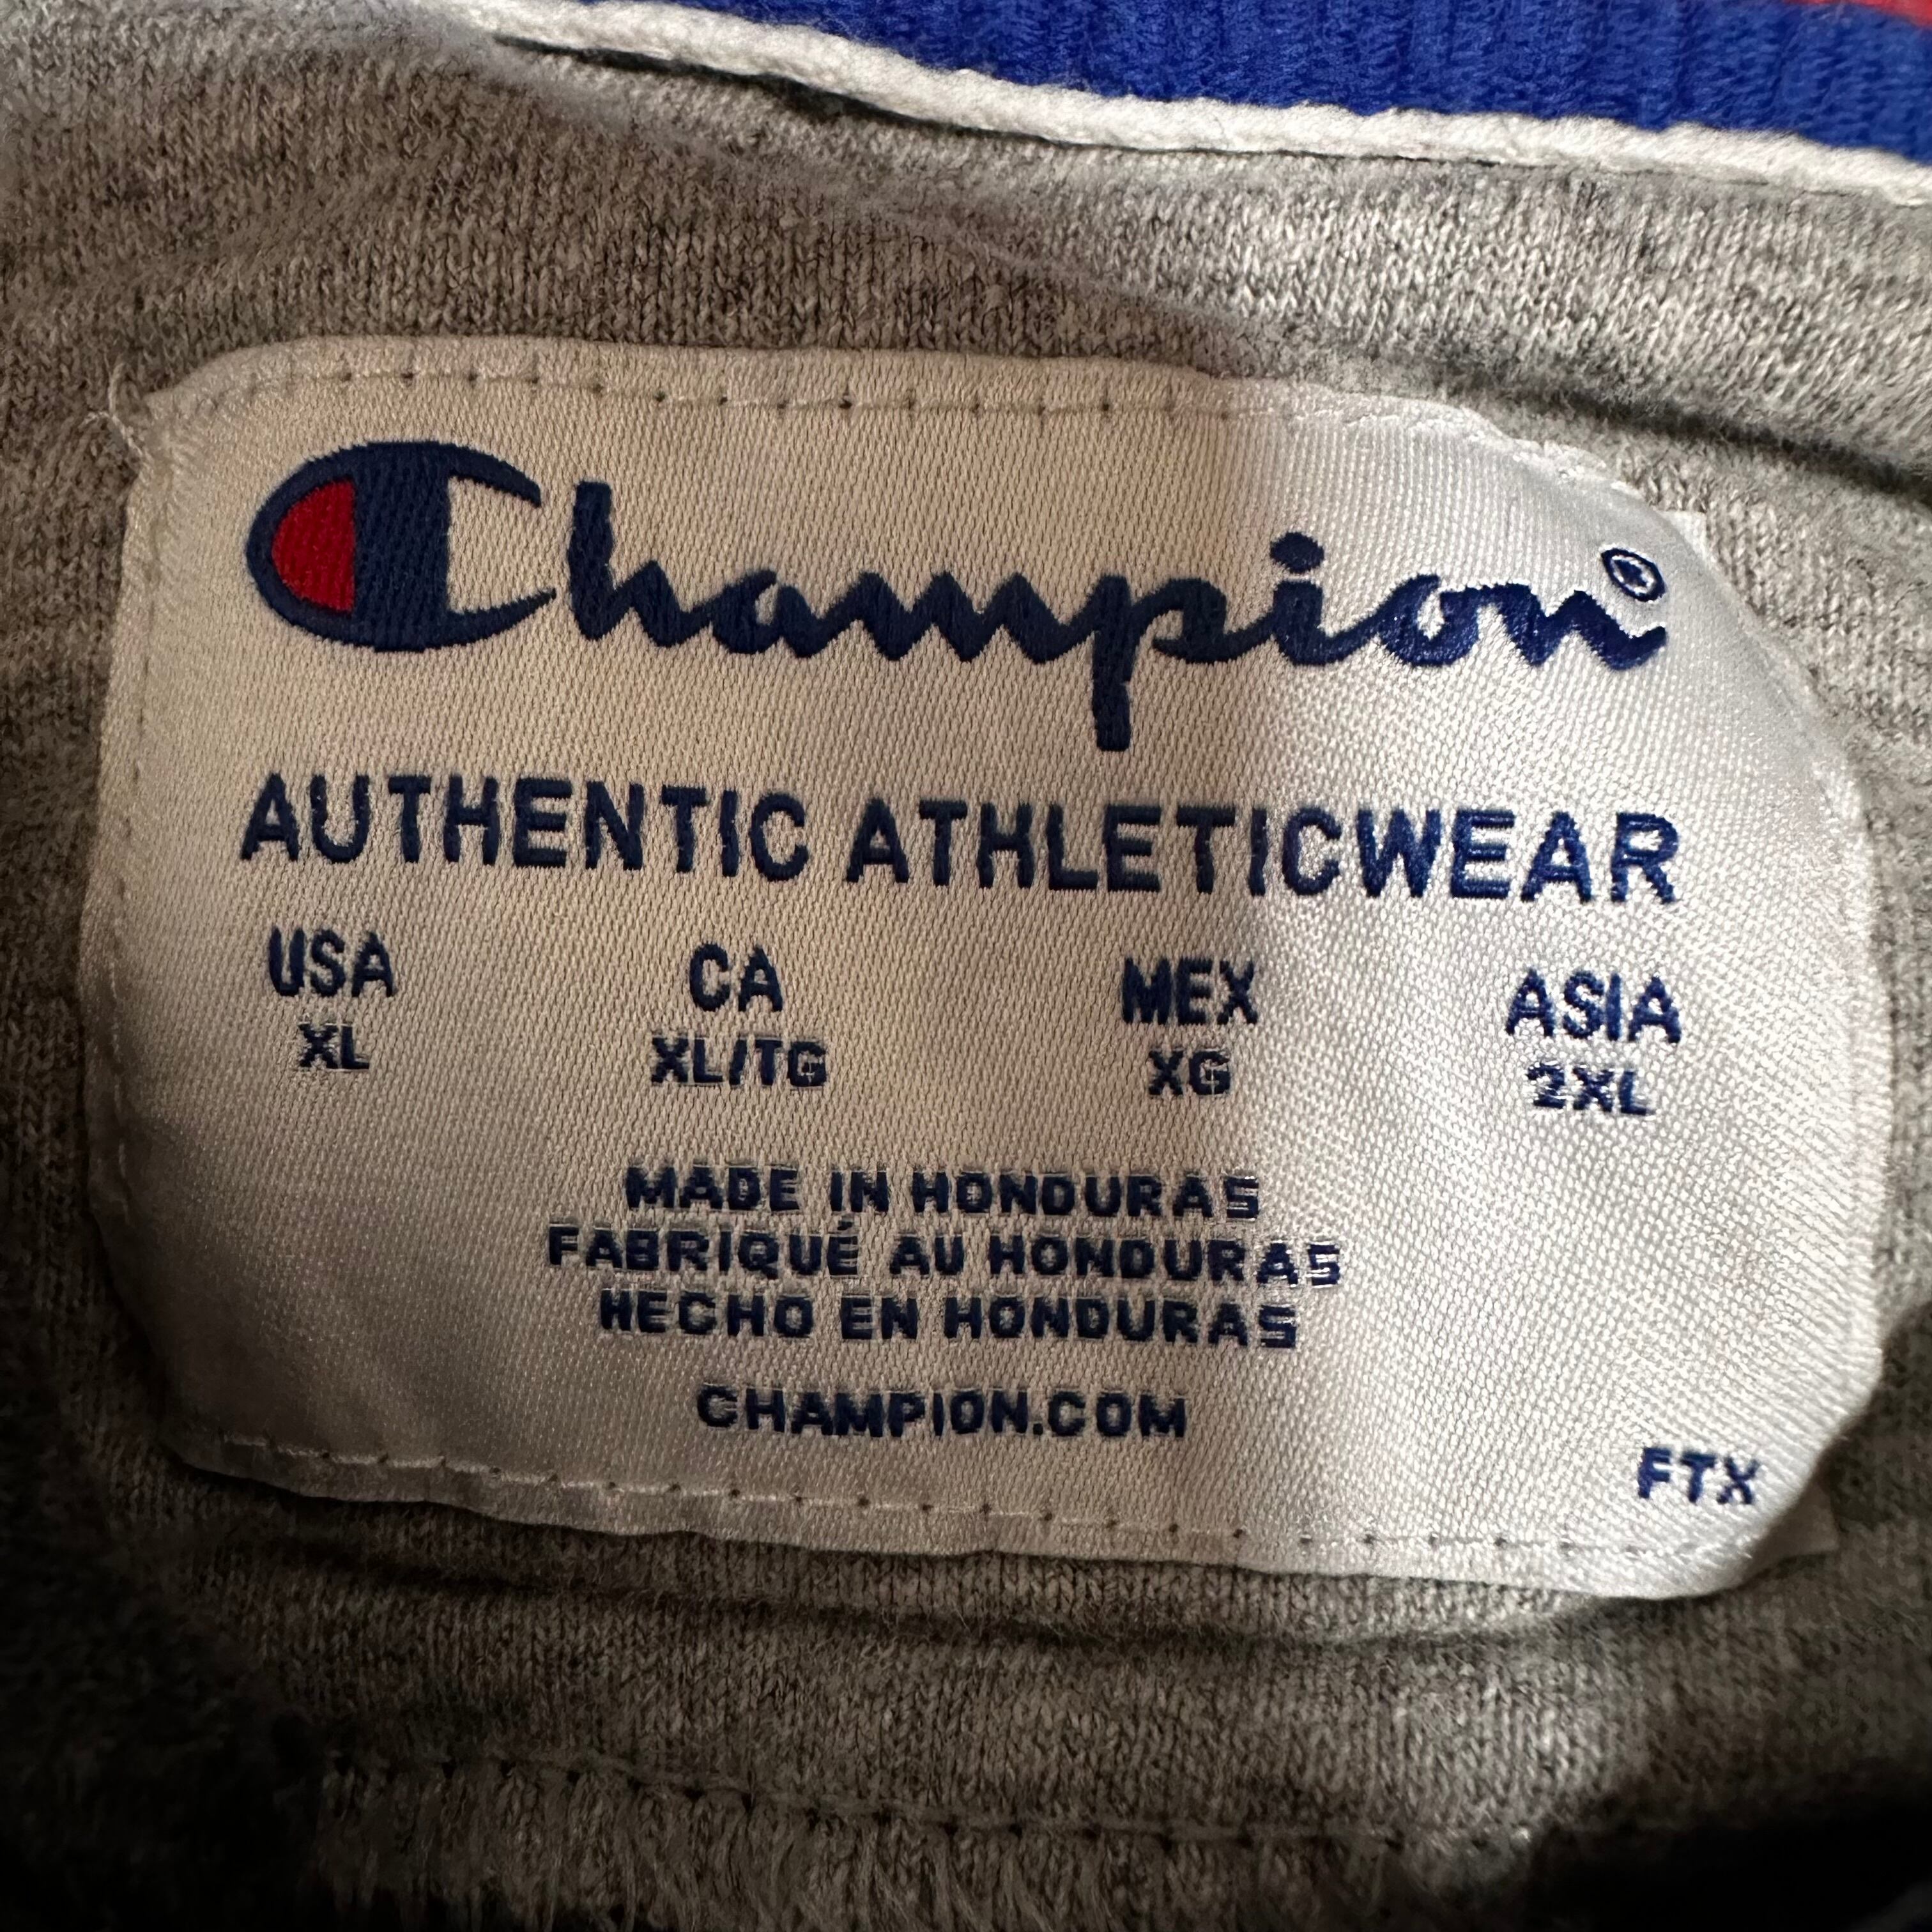 Champion®
AUTHENTIC ATHLETICWEAR
USA CA MEX ASIA
XL XL/TG XG 2XL
MADE IN HONDURAS
FABRIQUÉ AU HONDURAS
HECHO EN HONDURAS
CHAMPION.COM
FTX